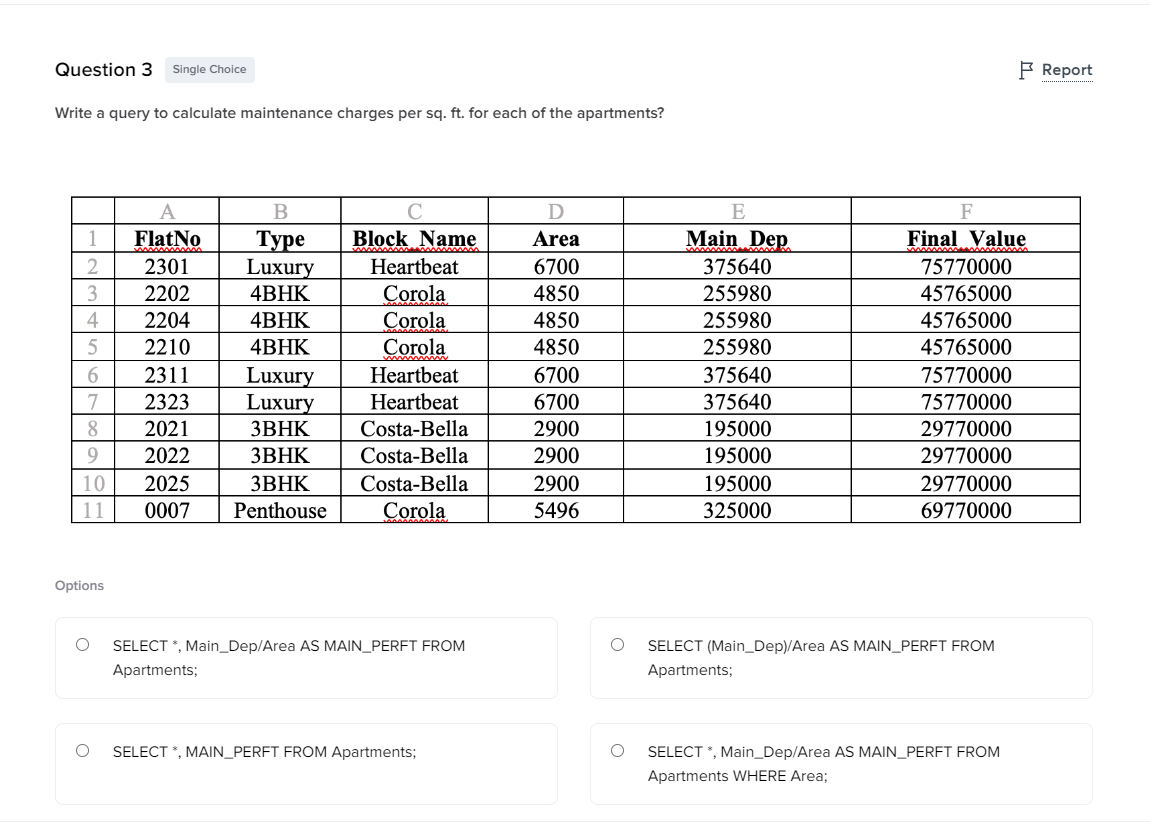 Question 3 Single Choice Report
Write a query to calculate maintenance charges per sq. ft. for each of the apartments?
A B C D E F
1 FlatNo Type Block_Name Area Main_Dep Final_Value
2 2301 Luxury Heartbeat 6700 375640 75770000
3 2202 4BHK Corola 4850 255980 45765000
4 2204 4BHK Corola 4850 255980 45765000
5 2210 4BHK Corola 4850 255980 45765000
6 2311 Luxury Heartbeat 6700 375640 75770000
7 2323 Luxury Heartbeat 6700 375640 75770000
8 2021 3BHK Costa-Bella 2900 195000 29770000
9 2022 3BHK Costa-Bella 2900 195000 29770000
10 2025 3BHK Costa-Bella 2900 195000 29770000
11 0007 Penthouse Corola 5496 325000 69770000
Options
SELECT *, Main_Dep/Area AS MAIN_PERFT FROM
Apartments;
SELECT (Main_Dep)/Area AS MAIN_PERFT FROM
Apartments;
SELECT *, MAIN_PERFT FROM Apartments;
SELECT *, Main_Dep/Area AS MAIN_PERFT FROM
Apartments WHERE Area;